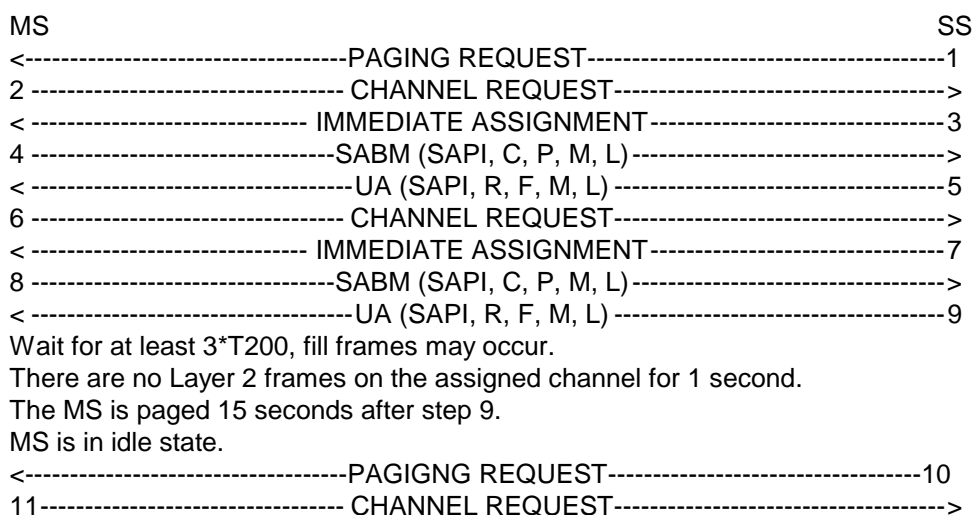 MS SS
<------------------------------------PAGING REQUEST----------------------------------------1
2 ----------------------------------- CHANNEL REQUEST------------------------------------->
< ------------------------------- IMMEDIATE ASSIGNMENT---------------------------------3
4 ----------------------------------SABM (SAPI, C, P, M, L)----------------------------------->
< ------------------------------------UA (SAPI, R, F, M, L) -------------------------------------5
6 ----------------------------------- CHANNEL REQUEST------------------------------------->
< ------------------------------- IMMEDIATE ASSIGNMENT---------------------------------7
8 ----------------------------------SABM (SAPI, C, P, M, L)----------------------------------->
< ------------------------------------UA (SAPI, R, F, M, L) -------------------------------------9
Wait for at least 3*T200, fill frames may occur.
There are no Layer 2 frames on the assigned channel for 1 second.
The MS is paged 15 seconds after step 9.
MS is in idle state.
<------------------------------------PAGIGNG REQUEST-----------------------------------10
11---------------------------------- CHANNEL REQUEST------------------------------------->